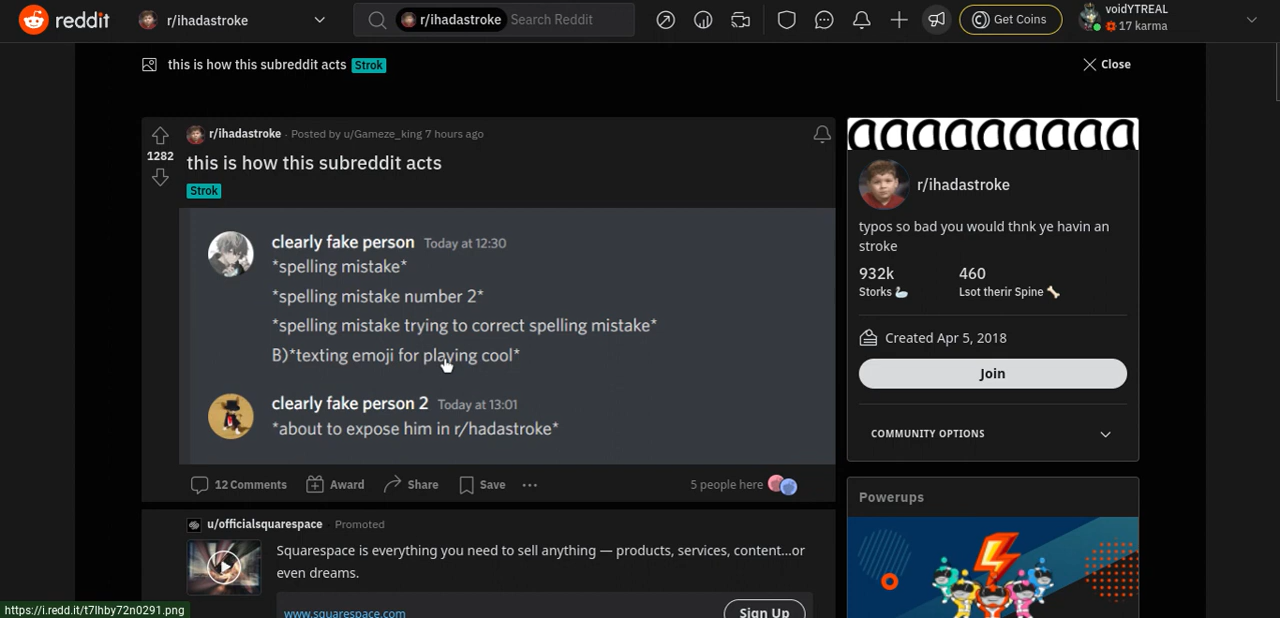 reddit
r/ihadastroke
r/ihadastroke Search Reddit
Get Coins
voidYTREAL
17 karma
this is how this subreddit acts Strok
Close
1282
r/ihadastroke · Posted by u/Gameze_king 7 hours ago
this is how this subreddit acts
Strok
clearly fake person Today at 12:30
*spelling mistake*
*spelling mistake number 2*
*spelling mistake trying to correct spelling mistake*
B)*texting emoji for playing cool*
clearly fake person 2 Today at 13:01
*about to expose him in r/hadastroke*
12 Comments Award Share Save ... 5 people here
u/officialsquarespace · Promoted
Squarespace is everything you need to sell anything — products, services, content...or
even dreams.
www.squarespace.com Sign Up
r/ihadastroke
typos so bad you would thnk ye havin an
stroke
932k 460
Storks 🦢 Lsot therir Spine 🦴
Created Apr 5, 2018
Join
COMMUNITY OPTIONS
Powerups
https://i.redd.it/t7lhby72n0291.png